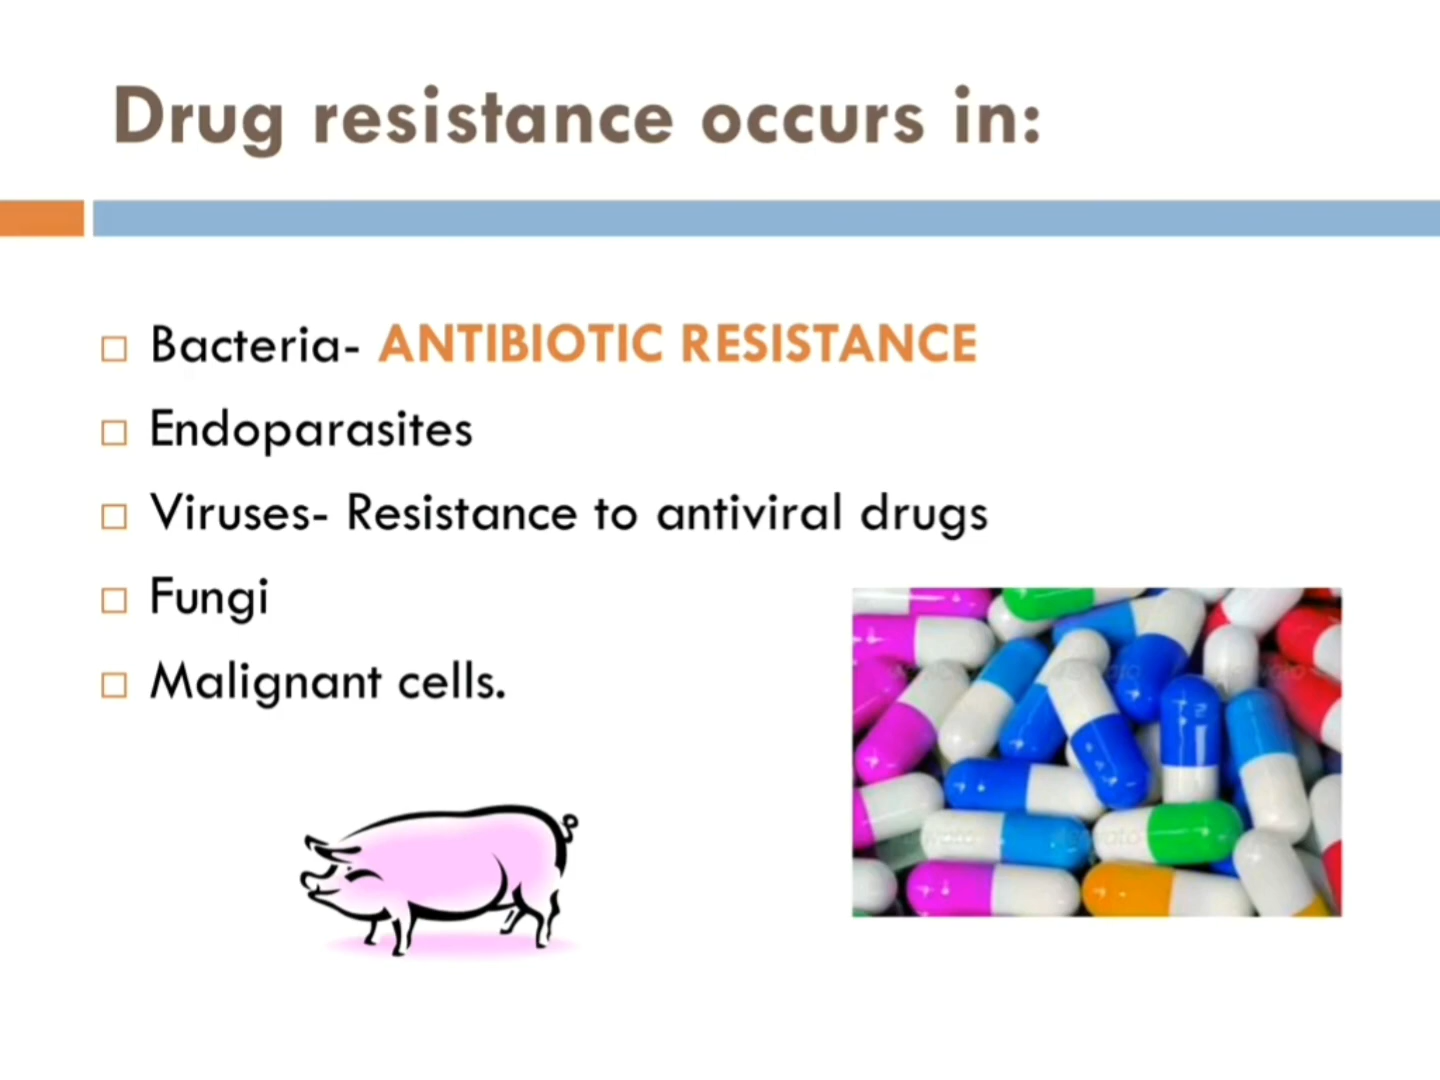 Drug resistance occurs in:
Bacteria- ANTIBIOTIC RESISTANCE
Endoparasites
Viruses- Resistance to antiviral drugs
Fungi
Malignant cells.